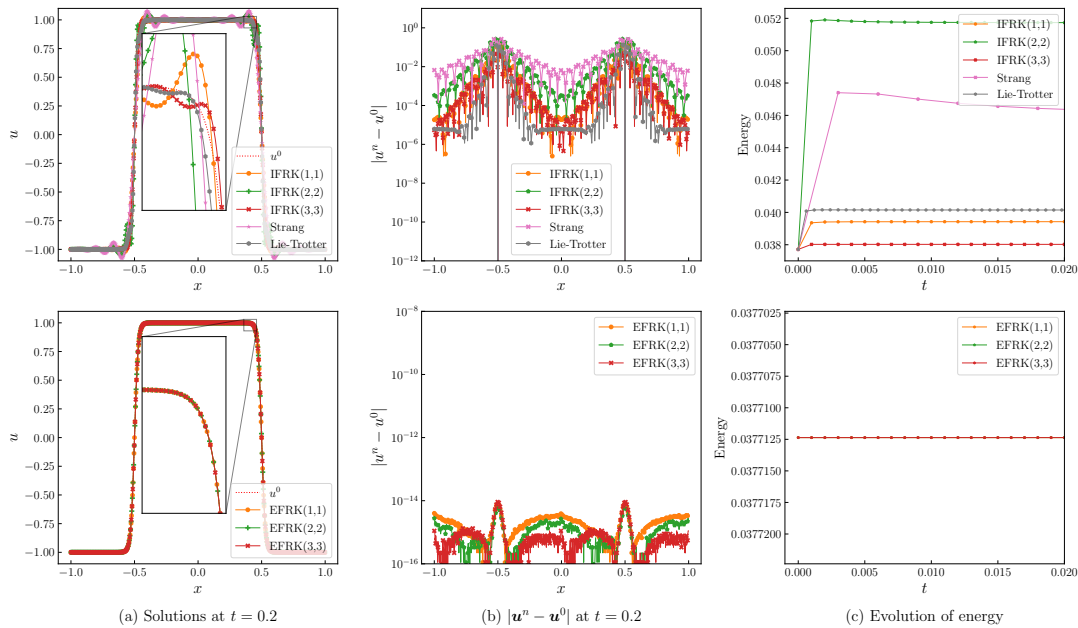 1.00
0.75
0.50
0.25
0.00
−0.25
−0.50
−0.75
−1.00
u
−1.0
−0.5
0.0
0.5
1.0
x
u⁰
IFRK(1,1)
IFRK(2,2)
IFRK(3,3)
Strang
Lie-Trotter
10⁰
10⁻²
10⁻⁴
10⁻⁶
10⁻⁸
10⁻¹⁰
10⁻¹²
|uⁿ − u⁰|
−1.0
−0.5
0.0
0.5
1.0
x
IFRK(1,1)
IFRK(2,2)
IFRK(3,3)
Strang
Lie-Trotter
0.052
0.050
0.048
0.046
0.044
0.042
0.040
0.038
Energy
0.000
0.005
0.010
0.015
0.020
t
IFRK(1,1)
IFRK(2,2)
IFRK(3,3)
Strang
Lie-Trotter
1.00
0.75
0.50
0.25
0.00
−0.25
−0.50
−0.75
−1.00
u
−1.0
−0.5
0.0
0.5
1.0
x
u⁰
EFRK(1,1)
EFRK(2,2)
EFRK(3,3)
10⁻⁸
10⁻¹⁰
10⁻¹²
10⁻¹⁴
10⁻¹⁶
|uⁿ − u⁰|
−1.0
−0.5
0.0
0.5
1.0
x
EFRK(1,1)
EFRK(2,2)
EFRK(3,3)
0.0377025
0.0377050
0.0377075
0.0377100
0.0377125
0.0377150
0.0377175
0.0377200
Energy
0.000
0.005
0.010
0.015
0.020
t
EFRK(1,1)
EFRK(2,2)
EFRK(3,3)
(a) Solutions at t = 0.2
(b) |uⁿ − u⁰| at t = 0.2
(c) Evolution of energy